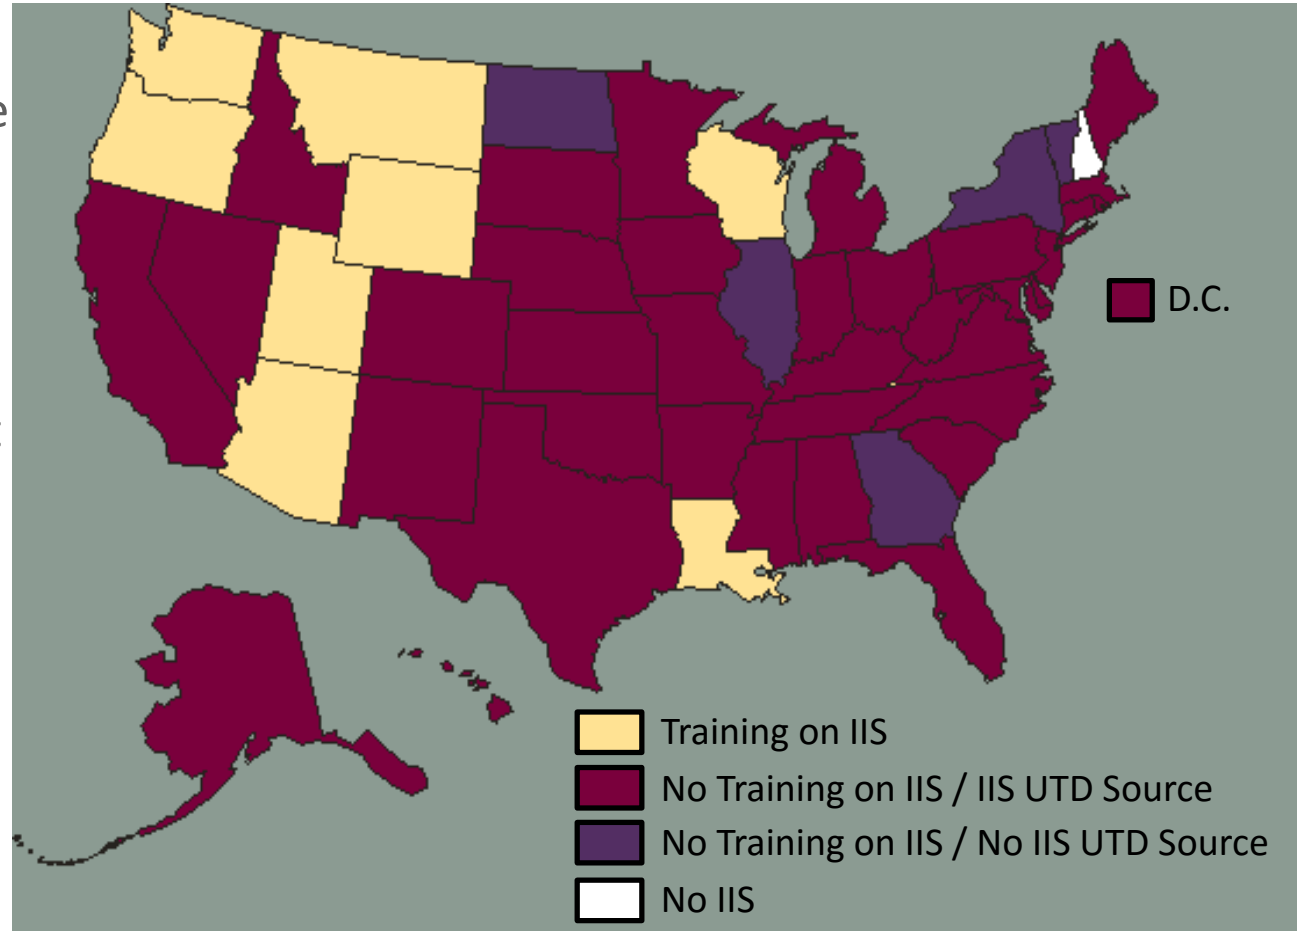 e
:
D.C.
Training on IIS
No Training on IIS / IIS UTD Source
No Training on IIS / No IIS UTD Source
No IIS